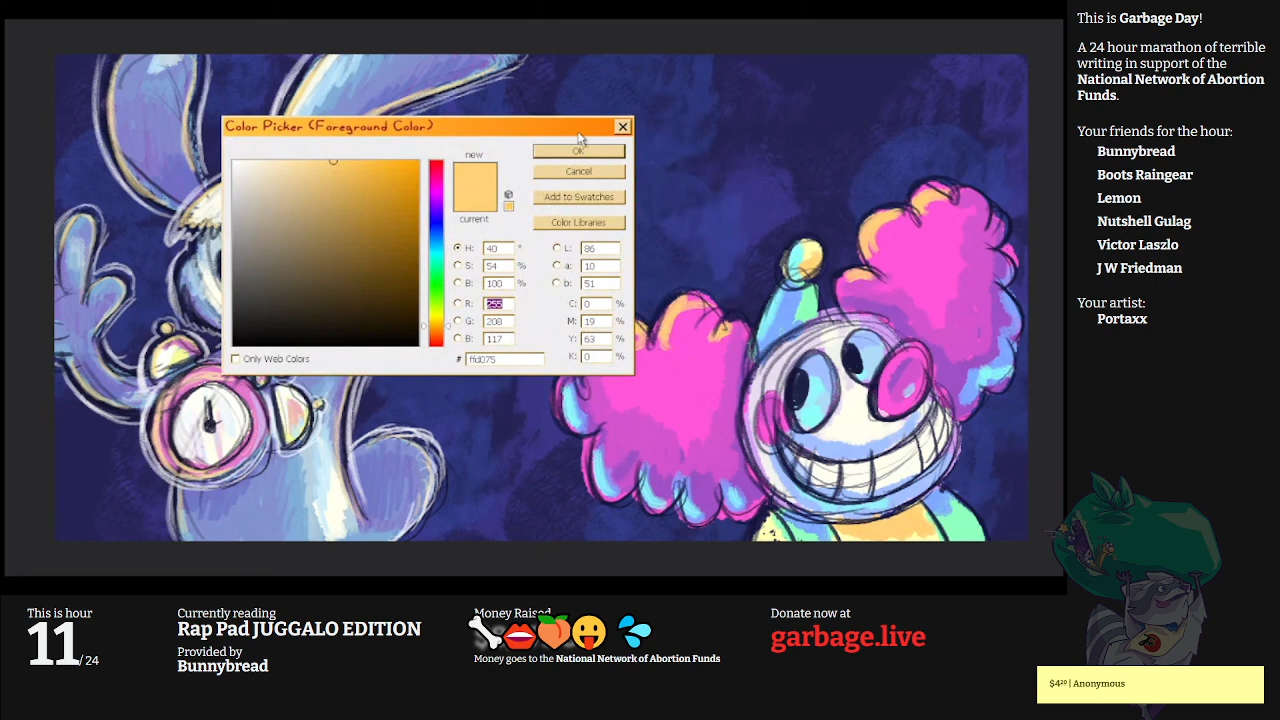 This is Garbage Day!
A 24 hour marathon of terrible
writing in support of the
National Network of Abortion
Funds.
Your friends for the hour:
Bunnybread
Boots Raingear
Lemon
Nutshell Gulag
Victor Laszlo
J W Friedman
Your artist:
Portaxx
Color Picker (Foreground Color)
new
current
OK
Cancel
Add to Swatches
Color Libraries
H: 40 °
S: 54 %
B: 100 %
R: 255
G: 208
B: 117
L: 86
a: 10
b: 51
C: 0 %
M: 19 %
Y: 63 %
K: 0 %
# ffd075
Only Web Colors
This is hour
11 / 24
Currently reading
Rap Pad JUGGALO EDITION
Provided by
Bunnybread
Money Raised
Money goes to the National Network of Abortion Funds
Donate now at
garbage.live
$4²⁰ | Anonymous